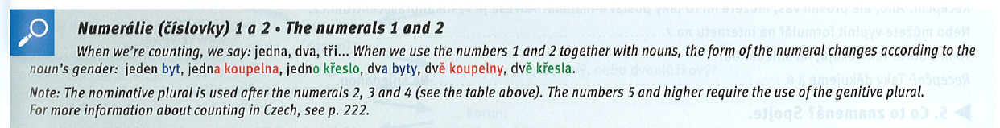 Numerálie (číslovky) 1 a 2 • The numerals 1 and 2
When we're counting, we say: jedna, dva, tři... When we use the numbers 1 and 2 together with nouns, the form of the numeral changes according to the
noun's gender: jeden byt, jedna koupelna, jedno křeslo, dva byty, dvě koupelny, dvě křesla.
Note: The nominative plural is used after the numerals 2, 3 and 4 (see the table above). The numbers 5 and higher require the use of the genitive plural.
For more information about counting in Czech, see p. 222.